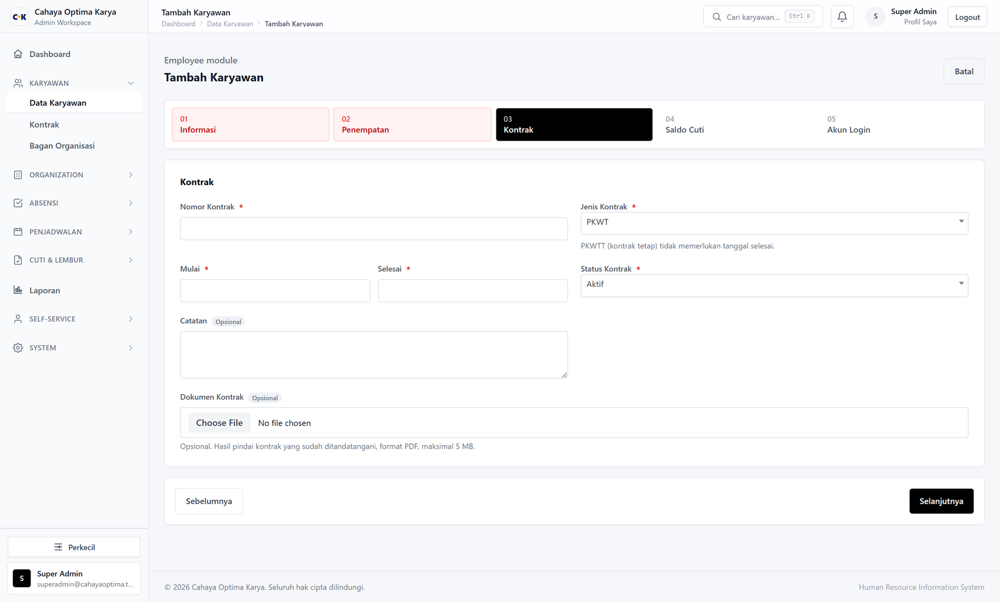 C•K
Cahaya Optima Karya
Admin Workspace
Tambah Karyawan
Dashboard > Data Karyawan > Tambah Karyawan
Cari karyawan... Ctrl K
S
Super Admin
Profil Saya
Logout
Dashboard
KARYAWAN
Data Karyawan
Kontrak
Bagan Organisasi
ORGANIZATION
ABSENSI
PENJADWALAN
CUTI & LEMBUR
Laporan
SELF-SERVICE
SYSTEM
Perkecil
S
Super Admin
superadmin@cahayaoptima.t...
Employee module
Tambah Karyawan
Batal
01
Informasi
02
Penempatan
03
Kontrak
04
Saldo Cuti
05
Akun Login
Kontrak
Nomor Kontrak *
Jenis Kontrak *
PKWT
PKWTT (kontrak tetap) tidak memerlukan tanggal selesai.
Mulai *
Selesai *
Status Kontrak *
Aktif
Catatan Opsional
Dokumen Kontrak Opsional
Choose File No file chosen
Opsional. Hasil pindai kontrak yang sudah ditandatangani, format PDF, maksimal 5 MB.
Sebelumnya
Selanjutnya
© 2026 Cahaya Optima Karya. Seluruh hak cipta dilindungi.
Human Resource Information System